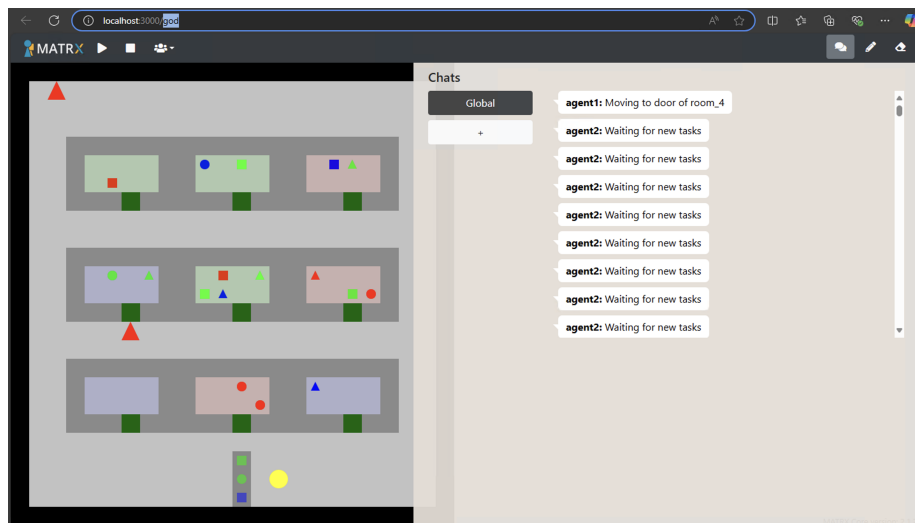 localhost:3000/god
MATRX
Chats
Global
+
agent1: Moving to door of room_4
agent2: Waiting for new tasks
agent2: Waiting for new tasks
agent2: Waiting for new tasks
agent2: Waiting for new tasks
agent2: Waiting for new tasks
agent2: Waiting for new tasks
agent2: Waiting for new tasks
agent2: Waiting for new tasks